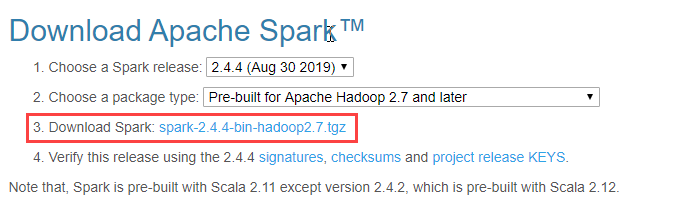 Download Apache Spark™
1. Choose a Spark release: 2.4.4 (Aug 30 2019)
2. Choose a package type: Pre-built for Apache Hadoop 2.7 and later
3. Download Spark: spark-2.4.4-bin-hadoop2.7.tgz
4. Verify this release using the 2.4.4 signatures, checksums and project release KEYS.
Note that, Spark is pre-built with Scala 2.11 except version 2.4.2, which is pre-built with Scala 2.12.